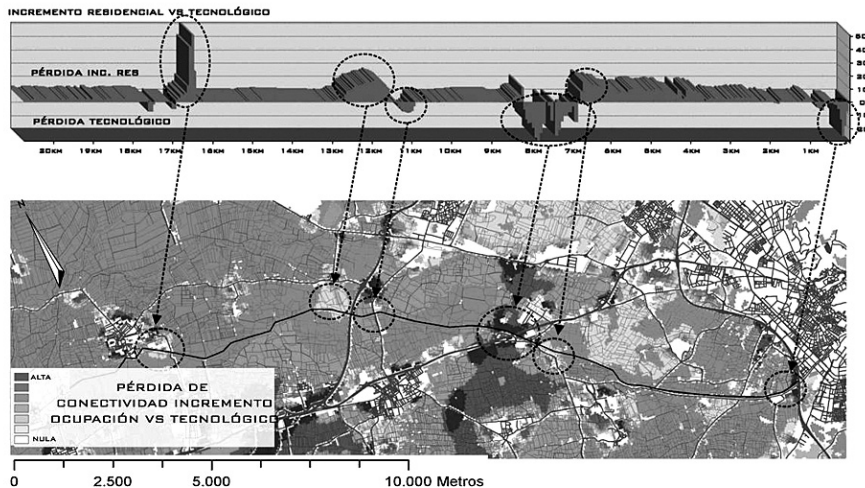 INCREMENTO RESIDENCIAL VS TECNOLÓGICO
PÉRDIDA INC. RES
PÉRDIDA TECNOLÓGICO
20KM 19KM 18KM 17KM 16KM 15KM 14KM 13KM 12KM 11KM 10KM 9KM 8KM 7KM 6KM 5KM 4KM 3KM 2KM 1KM
N
ALTA
PÉRDIDA DE
CONECTIVIDAD INCREMENTO
OCUPACIÓN VS TECNOLÓGICO
NULA
0 2.500 5.000 10.000 Metros